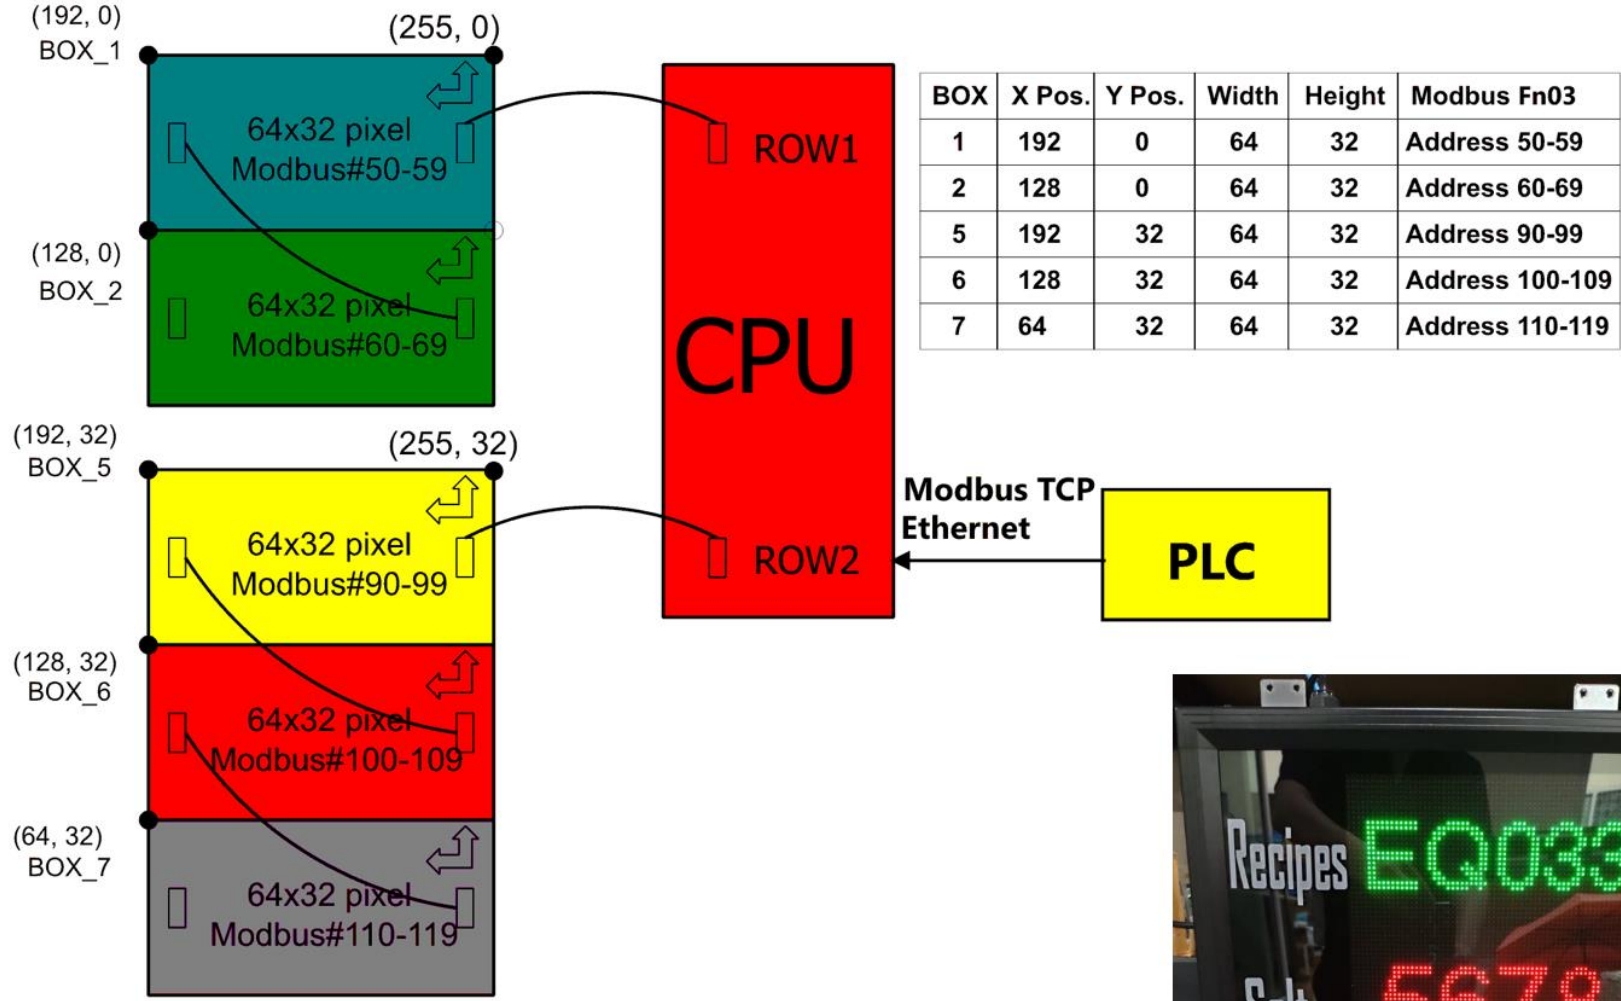 (192, 0)
BOX_1
(255, 0)
64x32 pixel
Modbus#50-59
(128, 0)
BOX_2
64x32 pixel
Modbus#60-69
(192, 32)
BOX_5
(255, 32)
64x32 pixel
Modbus#90-99
(128, 32)
BOX_6
64x32 pixel
Modbus#100-109
(64, 32)
BOX_7
64x32 pixel
Modbus#110-119
ROW1
CPU
ROW2
Modbus TCP
Ethernet
PLC
BOX X Pos. Y Pos. Width Height Modbus Fn03
1 192 0 64 32 Address 50-59
2 128 0 64 32 Address 60-69
5 192 32 64 32 Address 90-99
6 128 32 64 32 Address 100-109
7 64 32 64 32 Address 110-119
Recipes EQ033